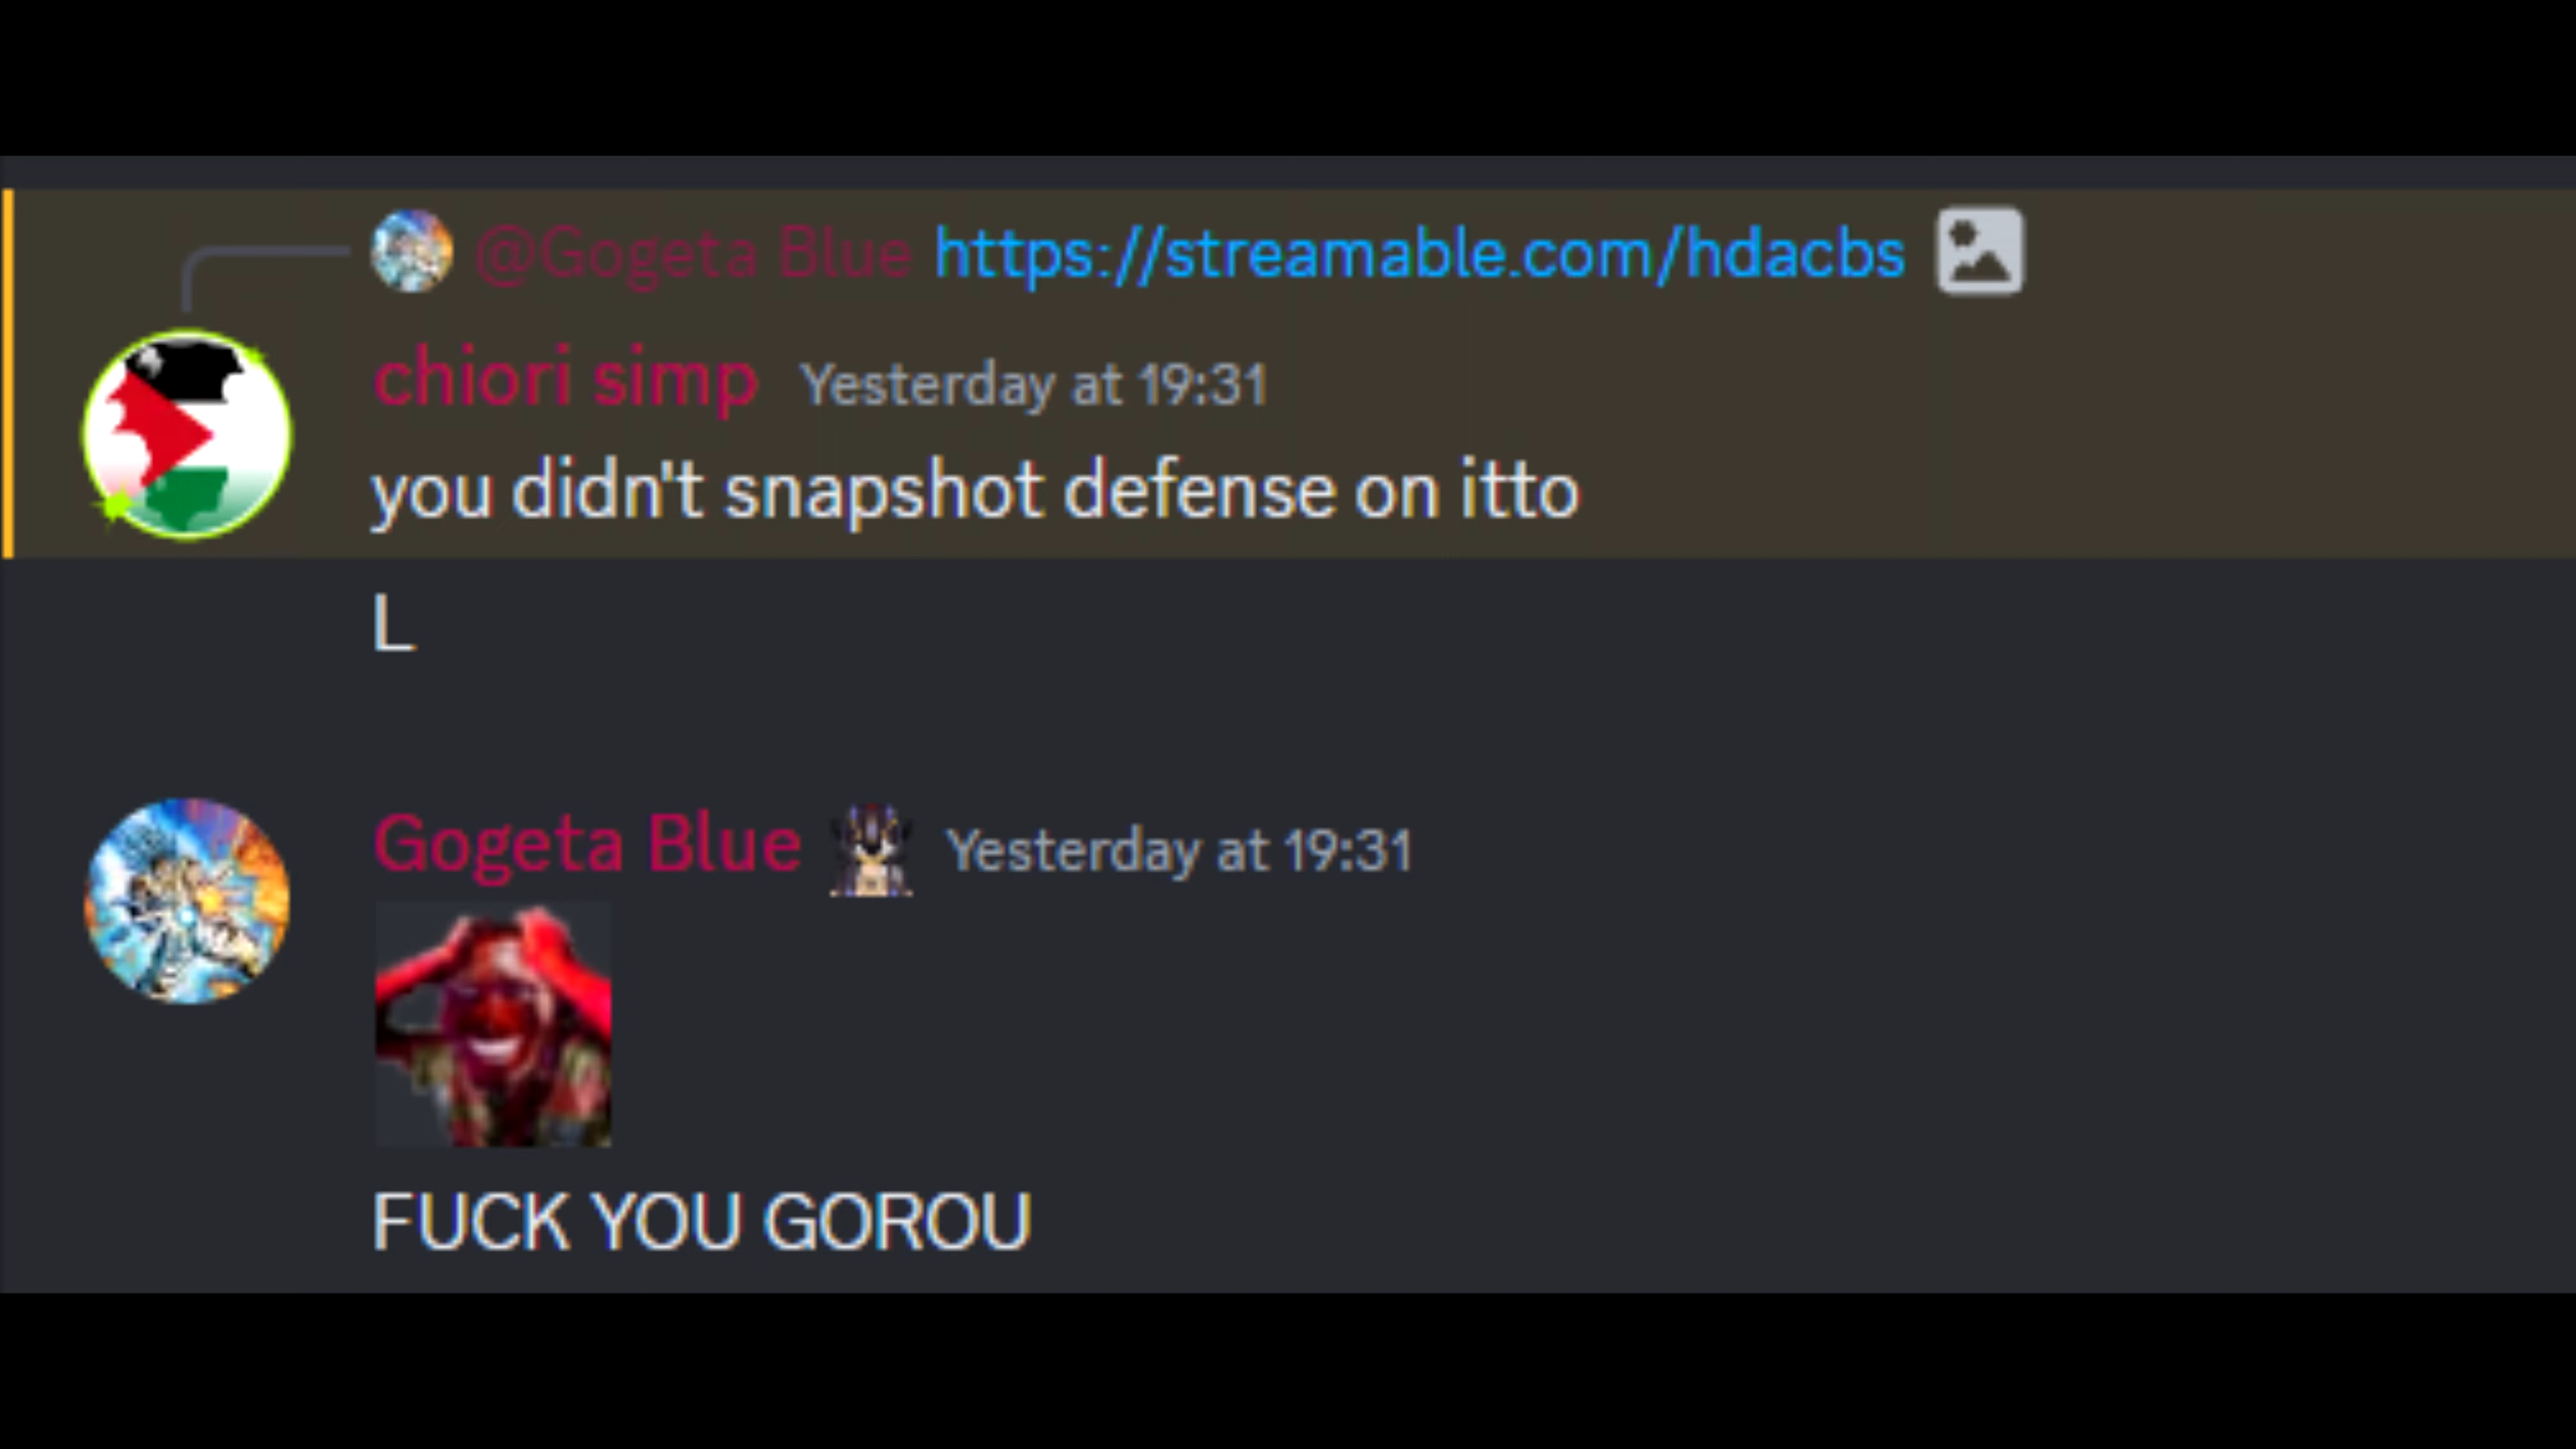 @Gogeta Blue https://streamable.com/hdacbs
chiori simp Yesterday at 19:31
you didn't snapshot defense on itto
L
Gogeta Blue Yesterday at 19:31
FUCK YOU GOROU